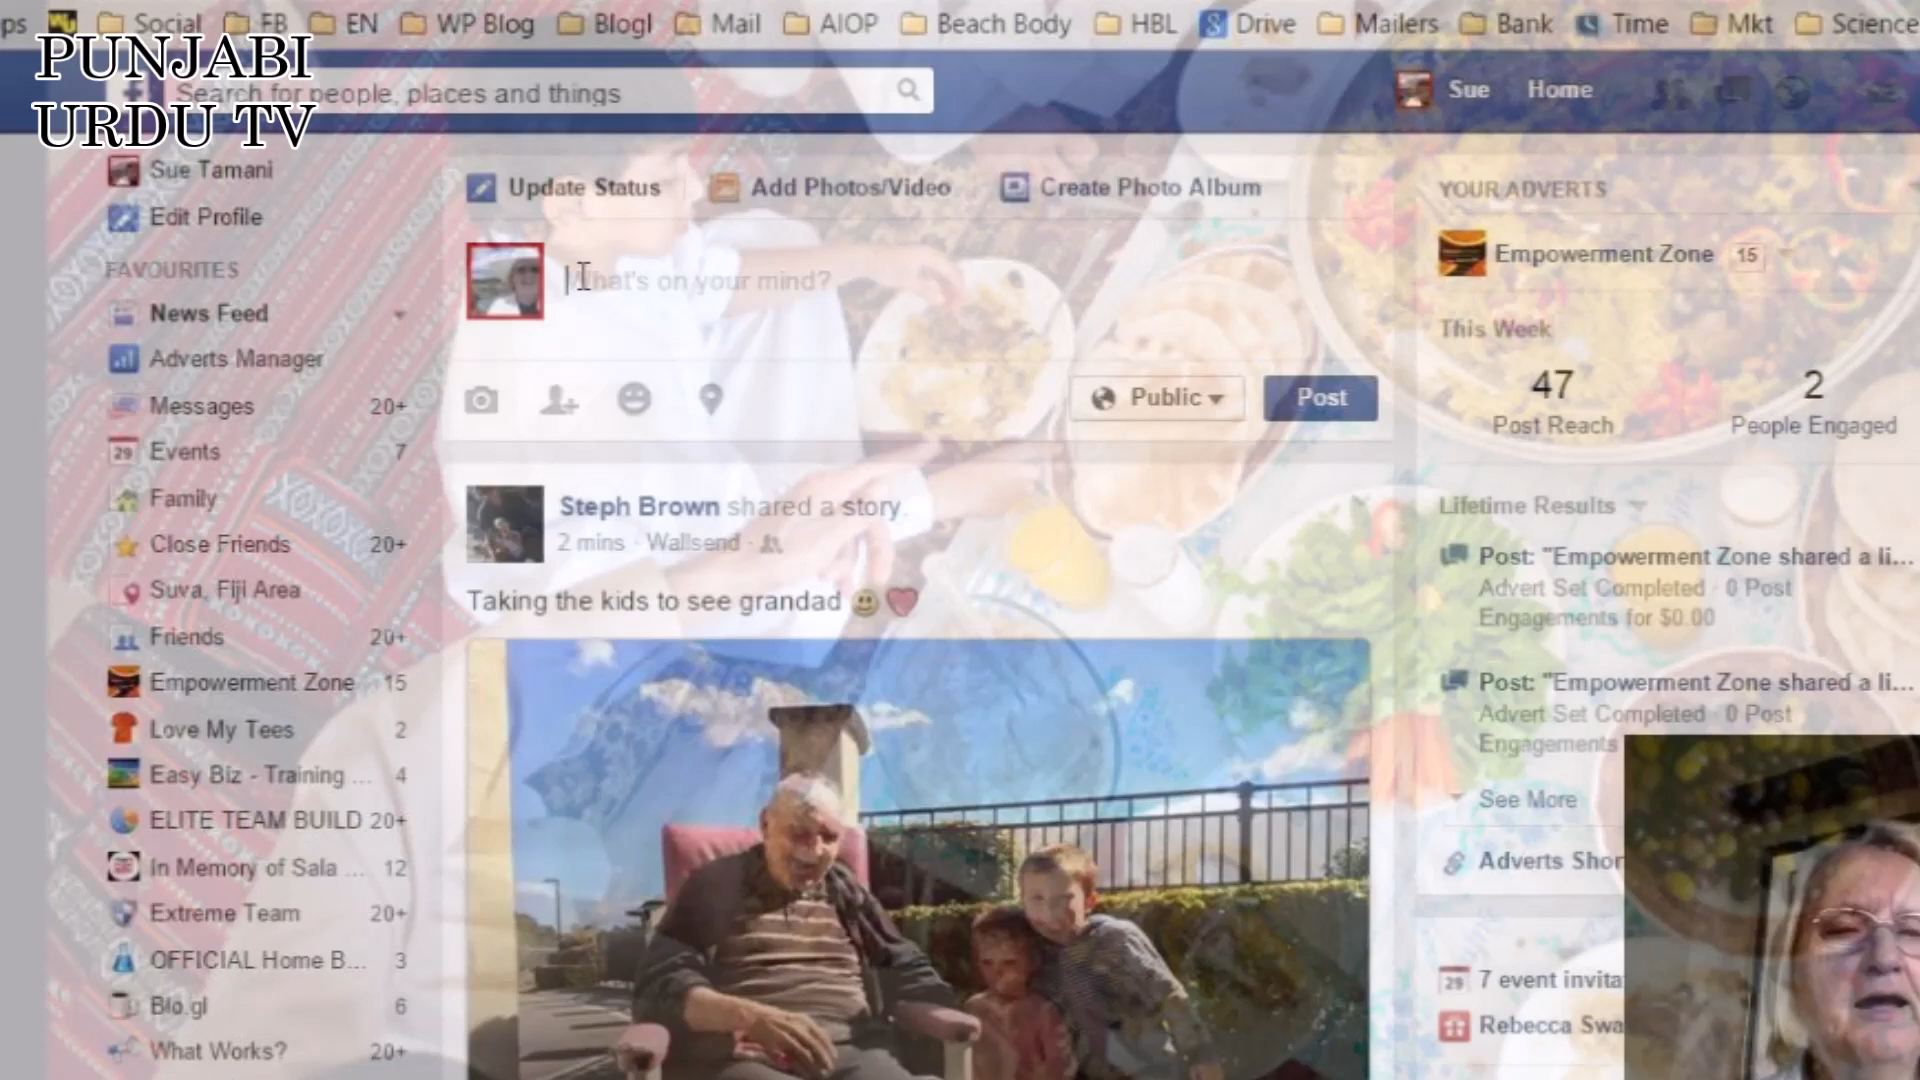 ps Social FB EN WP Blog Blogl Mail AIOP Beach Body HBL Drive Mailers Bank Time Mkt Science
PUNJABI
URDU TV
Search for people, places and things
Sue Home
Sue Tamani
Edit Profile
FAVOURITES
News Feed
Adverts Manager
Messages 20+
29 Events 7
Family
Close Friends 20+
Suva, Fiji Area
Friends 20+
Empowerment Zone 15
Love My Tees 2
Easy Biz - Training ... 4
ELITE TEAM BUILD 20+
In Memory of Sala ... 12
Extreme Team 20+
OFFICIAL Home B... 3
Blo.gl 6
What Works? 20+
Update Status Add Photos/Video Create Photo Album
What's on your mind?
Public Post
Steph Brown shared a story.
2 mins · Wallsend ·
Taking the kids to see grandad
YOUR ADVERTS
Empowerment Zone 15
This Week
47 2
Post Reach People Engaged
Lifetime Results
Post: "Empowerment Zone shared a li...
Advert Set Completed · 0 Post
Engagements for $0.00
Post: "Empowerment Zone shared a li...
Advert Set Completed · 0 Post
Engagements
See More
Adverts Shor
29 7 event invita
Rebecca Swa